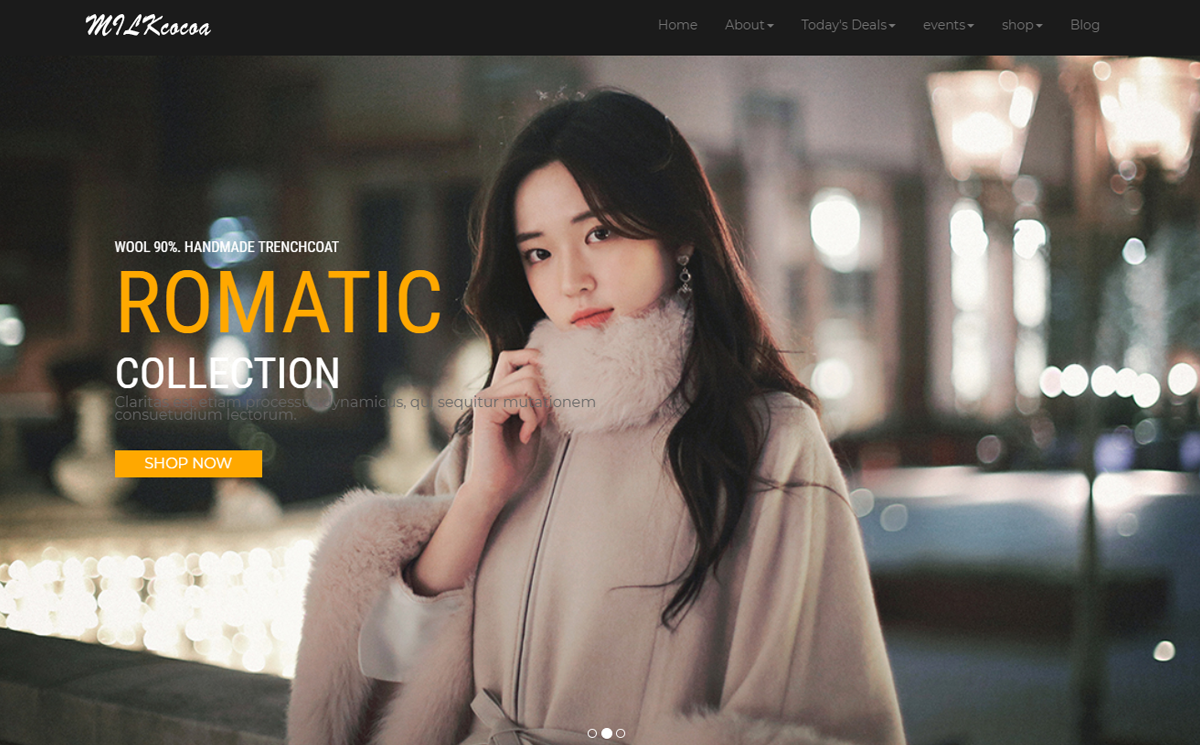 MILKcocoa
Home About Today's Deals events shop Blog
WOOL 90%. HANDMADE TRENCHCOAT
ROMATIC
COLLECTION
Claritas est etiam processus dynamicus, qui sequitur mutationem
consuetudium lectorum.
SHOP NOW